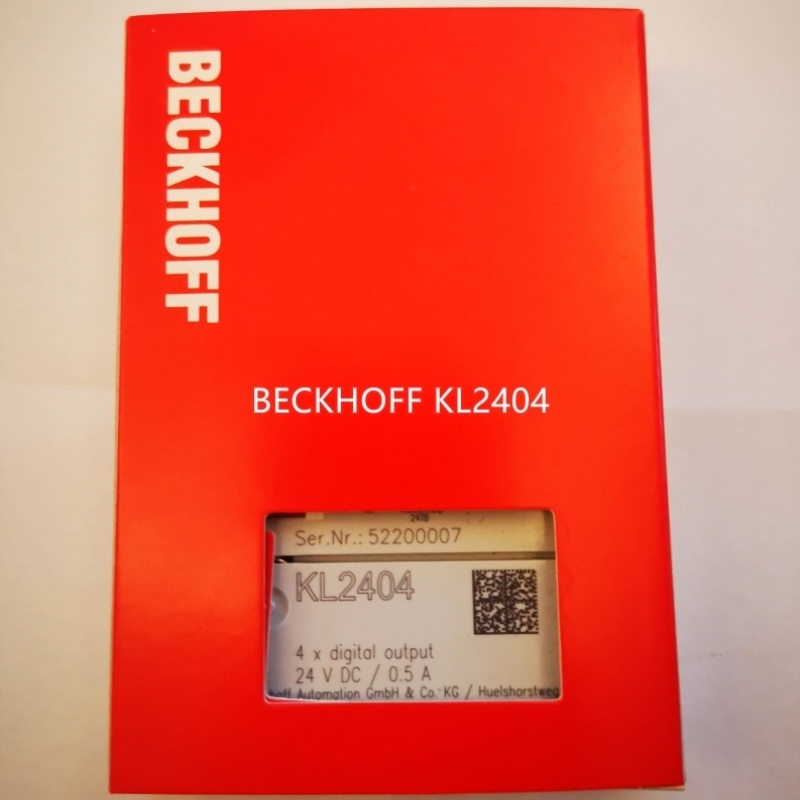 BECKHOFF
BECKHOFF KL2404
Ser.Nr.: 52200007
KL2404
4 x digital output
24 V DC / 0.5 A
Automation GmbH & Co. KG / Huelshorstweg